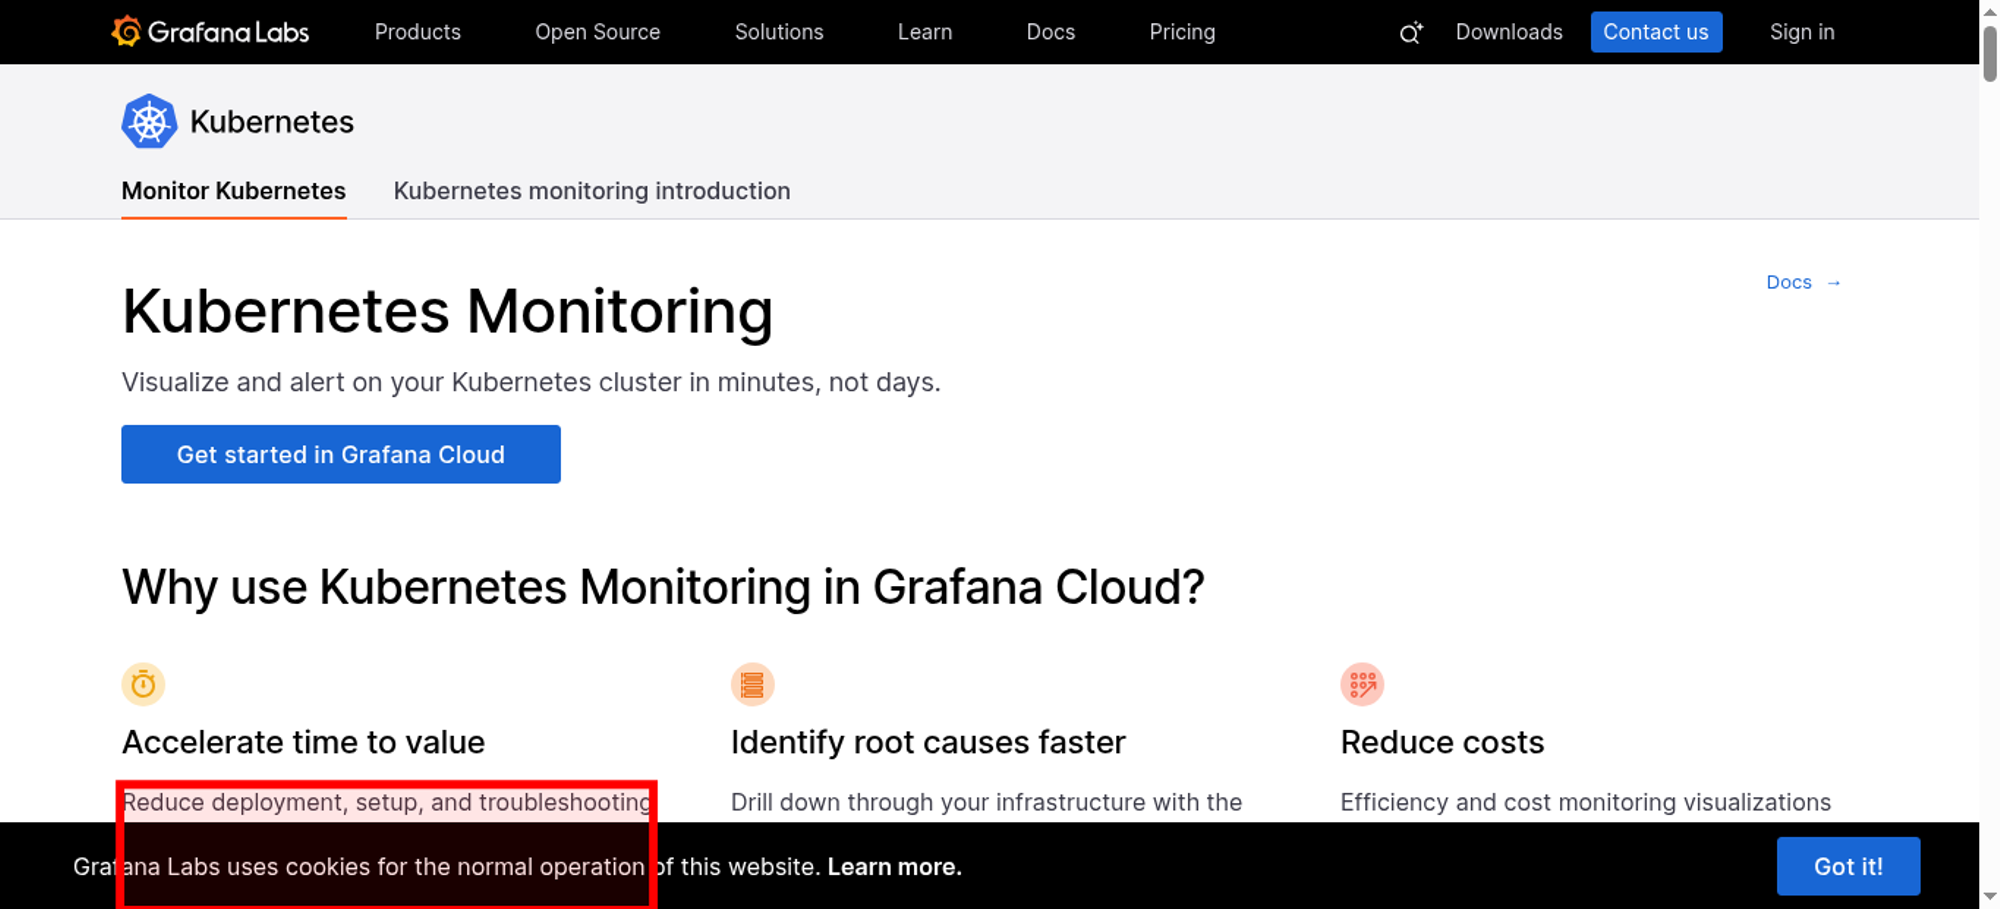 Grafana Labs
Products
Open Source
Solutions
Learn
Docs
Pricing
Downloads
Contact us
Sign in
Kubernetes
Monitor Kubernetes
Kubernetes monitoring introduction
Docs →
Kubernetes Monitoring
Visualize and alert on your Kubernetes cluster in minutes, not days.
Get started in Grafana Cloud
Why use Kubernetes Monitoring in Grafana Cloud?
Accelerate time to value
Reduce deployment, setup, and troubleshooting
Identify root causes faster
Drill down through your infrastructure with the
Reduce costs
Efficiency and cost monitoring visualizations
Grafana Labs uses cookies for the normal operation of this website. Learn more.
Got it!